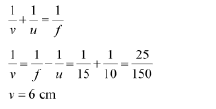 1/v + 1/u = 1/f
1/v = 1/f − 1/u = 1/15 + 1/10 = 25/150
v = 6 cm